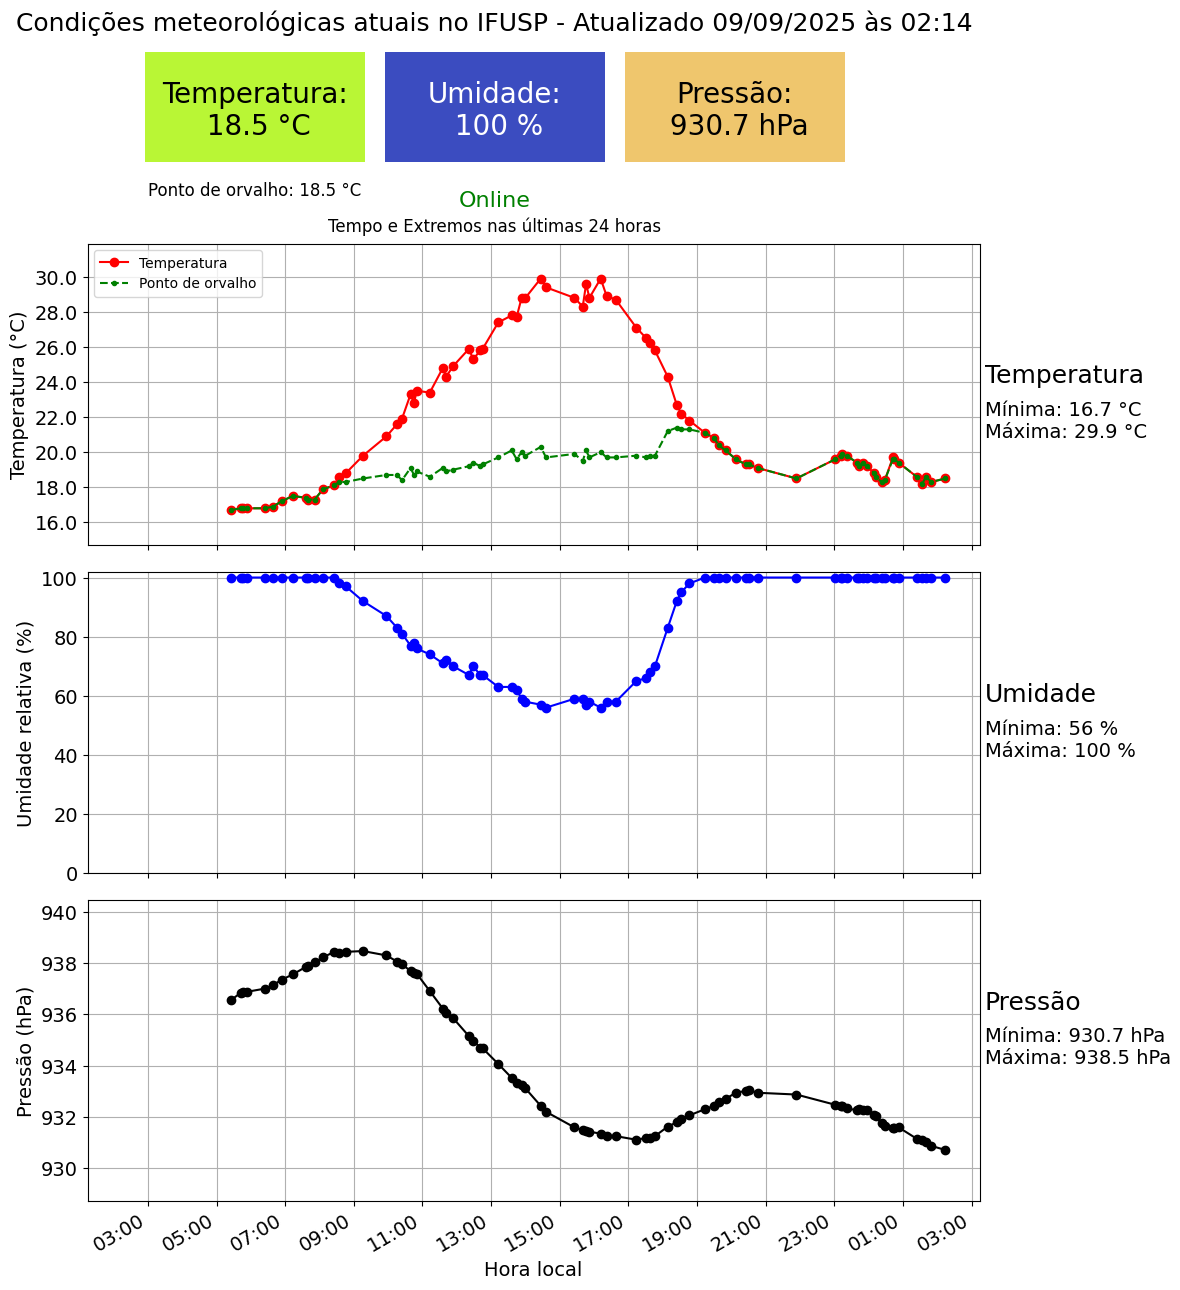 Condições meteorológicas atuais no IFUSP - Atualizado 09/09/2025 às 02:14
Temperatura:
18.5 °C
Umidade:
100 %
Pressão:
930.7 hPa
Ponto de orvalho: 18.5 °C
Online
Tempo e Extremos nas últimas 24 horas
Temperatura
Ponto de orvalho
Temperatura (°C)
30.0
28.0
26.0
24.0
22.0
20.0
18.0
16.0
Temperatura
Mínima: 16.7 °C
Máxima: 29.9 °C
Umidade relativa (%)
100
80
60
40
20
0
Umidade
Mínima: 56 %
Máxima: 100 %
Pressão (hPa)
940
938
936
934
932
930
Pressão
Mínima: 930.7 hPa
Máxima: 938.5 hPa
03:00
05:00
07:00
09:00
11:00
13:00
15:00
17:00
19:00
21:00
23:00
01:00
03:00
Hora local